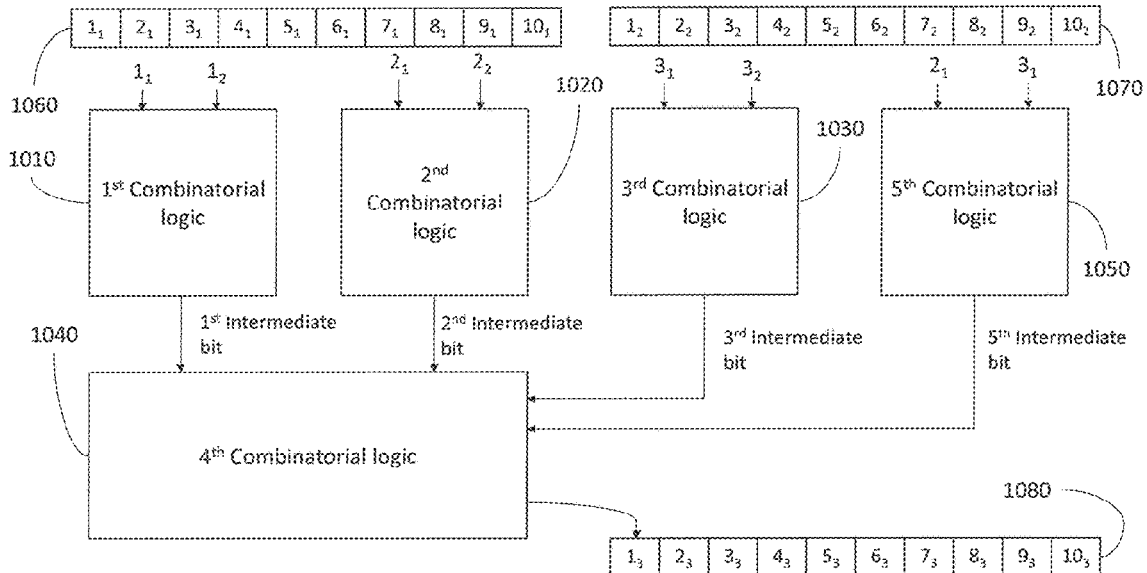 1₁ 2₁ 3₁ 4₁ 5₁ 6₁ 7₁ 8₁ 9₁ 10₁
1₂ 2₂ 3₂ 4₂ 5₂ 6₂ 7₂ 8₂ 9₂ 10₂
1060
1₁ 1₂
2₁ 2₂
1020
3₁ 3₂
2₁ 3₁
1070
1010
1030
1st Combinatorial
logic
2nd
Combinatorial
logic
3rd Combinatorial
logic
5th Combinatorial
logic
1050
1040
1st Intermediate
bit
2nd Intermediate
bit
3rd Intermediate
bit
5th Intermediate
bit
4th Combinatorial logic
1080
1₃ 2₃ 3₃ 4₃ 5₃ 6₃ 7₃ 8₃ 9₃ 10₃